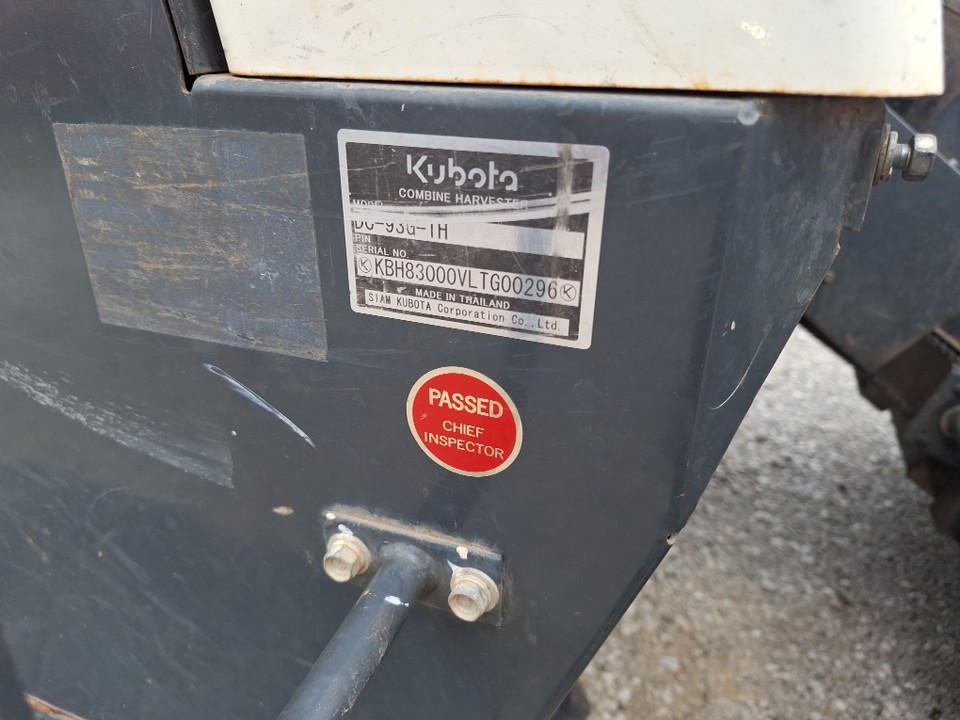 Kubota
COMBINE HARVESTER
MODEL
DC-93G-TH
PIN
SERIAL NO.
KBH83000VLTG00296
MADE IN THAILAND
SIAM KUBOTA Corporation Co.,Ltd.
PASSED
CHIEF
INSPECTOR